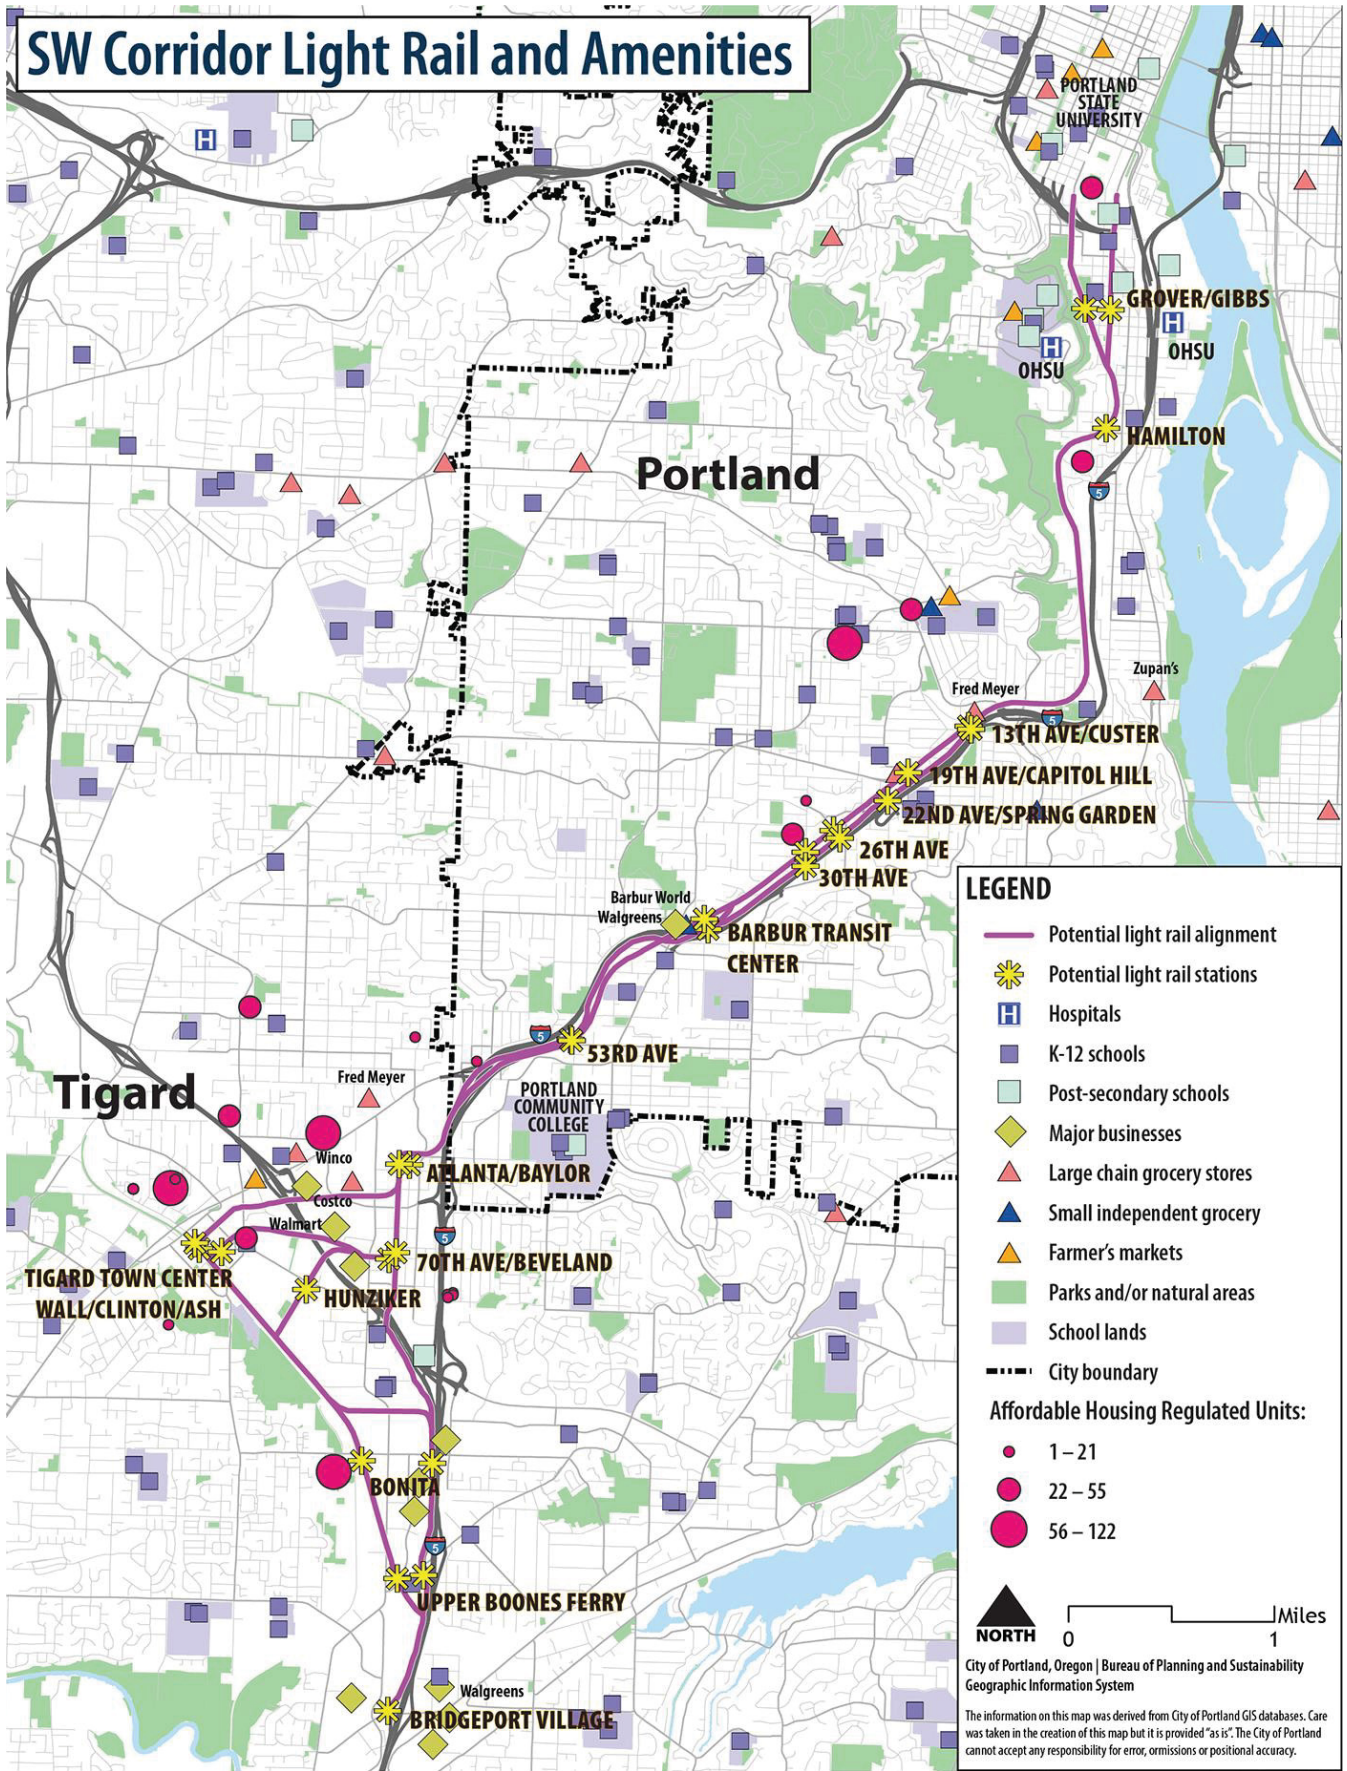 SW Corridor Light Rail and Amenities
H
PORTLAND
STATE
UNIVERSITY
GROVER/GIBBS
H
OHSU
H
OHSU
HAMILTON
Portland
5
Zupan's
Fred Meyer
5
13TH AVE/CUSTER
19TH AVE/CAPITOL HILL
22ND AVE/SPRING GARDEN
26TH AVE
30TH AVE
Barbur World
Walgreens
BARBUR TRANSIT
CENTER
5
53RD AVE
Tigard
Fred Meyer
PORTLAND
COMMUNITY
COLLEGE
Winco
ATLANTA/BAYLOR
Costco
Walmart
5
70TH AVE/BEVELAND
TIGARD TOWN CENTER
WALL/CLINTON/ASH
HUNZIKER
BONITA
5
UPPER BOONES FERRY
Walgreens
BRIDGEPORT VILLAGE
LEGEND
Potential light rail alignment
Potential light rail stations
H Hospitals
K-12 schools
Post-secondary schools
Major businesses
Large chain grocery stores
Small independent grocery
Farmer's markets
Parks and/or natural areas
School lands
City boundary
Affordable Housing Regulated Units:
1 – 21
22 – 55
56 – 122
NORTH
Miles
0 1
City of Portland, Oregon | Bureau of Planning and Sustainability
Geographic Information System
The information on this map was derived from City of Portland GIS databases. Care
was taken in the creation of this map but it is provided "as is". The City of Portland
cannot accept any responsibility for error, ormissions or positional accuracy.